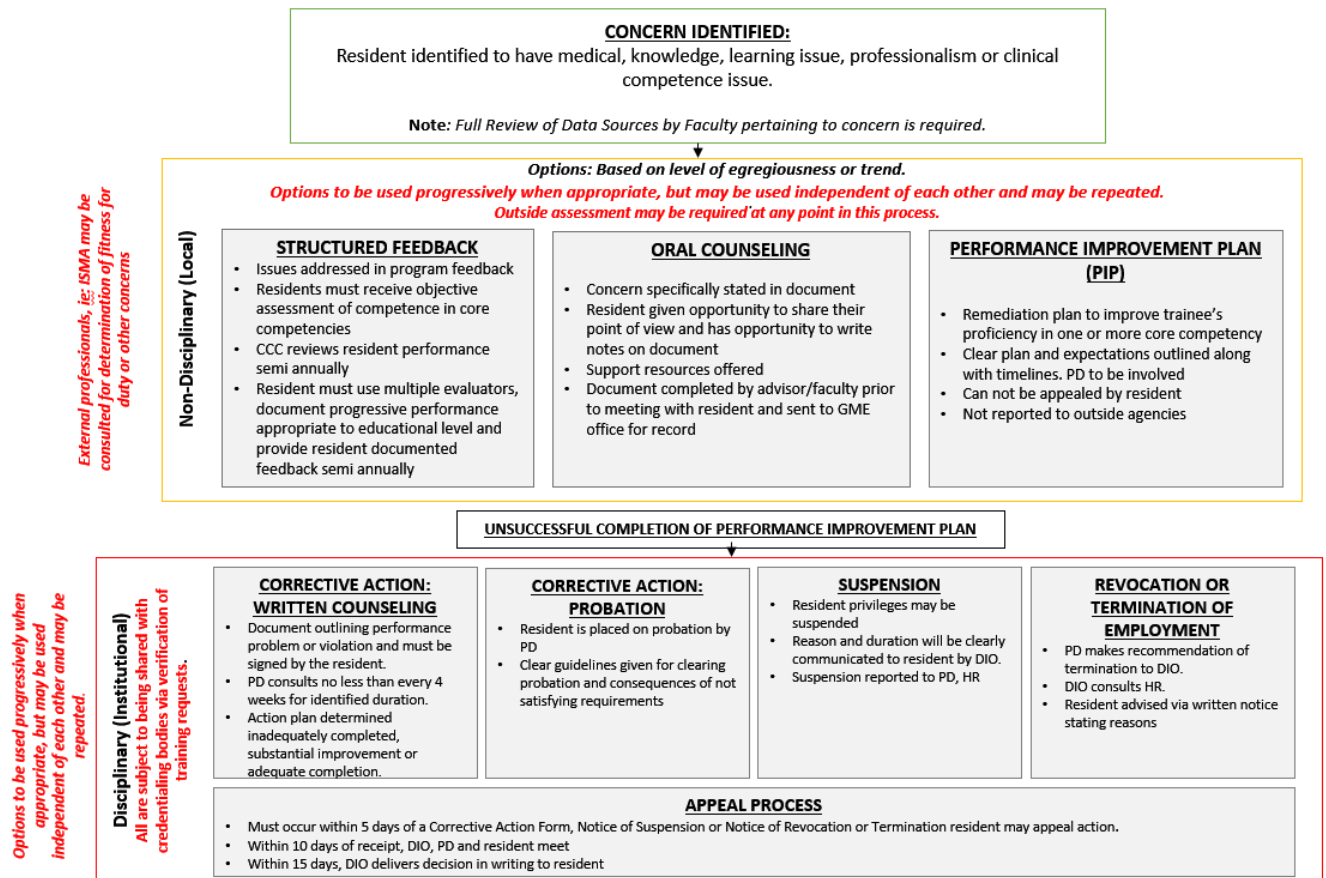 CONCERN IDENTIFIED:
Resident identified to have medical, knowledge, learning issue, professionalism or clinical
competence issue.
Note: Full Review of Data Sources by Faculty pertaining to concern is required.
Options: Based on level of egregiousness or trend.
Options to be used progressively when appropriate, but may be used independent of each other and may be repeated.
Outside assessment may be required at any point in this process.
External professionals, ie: ISMA may be
consulted for determination of fitness for
duty or other concerns
Non-Disciplinary (Local)
STRUCTURED FEEDBACK
• Issues addressed in program feedback
• Residents must receive objective
assessment of competence in core
competencies
• CCC reviews resident performance
semi annually
• Resident must use multiple evaluators,
document progressive performance
appropriate to educational level and
provide resident documented
feedback semi annually
ORAL COUNSELING
• Concern specifically stated in document
• Resident given opportunity to share their
point of view and has opportunity to write
notes on document
• Support resources offered
• Document completed by advisor/faculty prior
to meeting with resident and sent to GME
office for record
PERFORMANCE IMPROVEMENT PLAN
(PIP)
• Remediation plan to improve trainee's
proficiency in one or more core competency
• Clear plan and expectations outlined along
with timelines. PD to be involved
• Can not be appealed by resident
• Not reported to outside agencies
UNSUCCESSFUL COMPLETION OF PERFORMANCE IMPROVEMENT PLAN
Options to be used progressively when
appropriate, but may be used
independent of each other and may be
repeated.
Disciplinary (Institutional)
All are subject to being shared with
credentialing bodies via verification of
training requests.
CORRECTIVE ACTION:
WRITTEN COUNSELING
• Document outlining performance
problem or violation and must be
signed by the resident.
• PD consults no less than every 4
weeks for identified duration.
• Action plan determined
inadequately completed,
substantial improvement or
adequate completion.
CORRECTIVE ACTION:
PROBATION
• Resident is placed on probation by
PD
• Clear guidelines given for clearing
probation and consequences of not
satisfying requirements
SUSPENSION
• Resident privileges may be
suspended
• Reason and duration will be clearly
communicated to resident by DIO.
• Suspension reported to PD, HR
REVOCATION OR
TERMINATION OF
EMPLOYMENT
• PD makes recommendation of
termination to DIO.
• DIO consults HR.
• Resident advised via written notice
stating reasons
APPEAL PROCESS
• Must occur within 5 days of a Corrective Action Form, Notice of Suspension or Notice of Revocation or Termination resident may appeal action.
• Within 10 days of receipt, DIO, PD and resident meet
• Within 15 days, DIO delivers decision in writing to resident